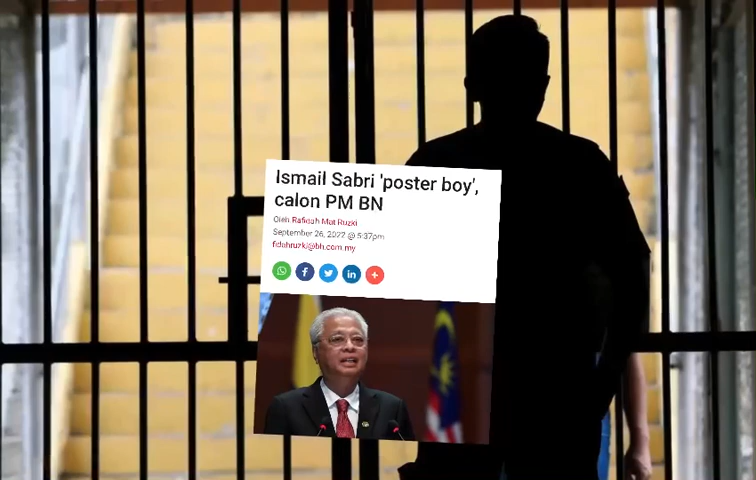 Ismail Sabri 'poster boy',
calon PM BN
Oleh Rafidah Mat Ruzki
September 26, 2022 @ 5:37pm
fidahruzki@bh.com.my